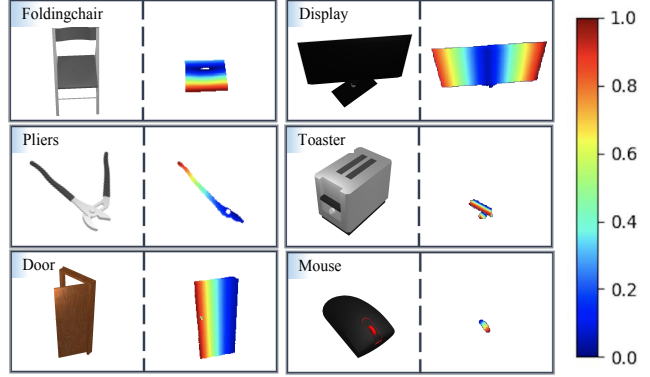 Foldingchair
Display
Pliers
Toaster
Door
Mouse
1.0
0.8
0.6
0.4
0.2
0.0